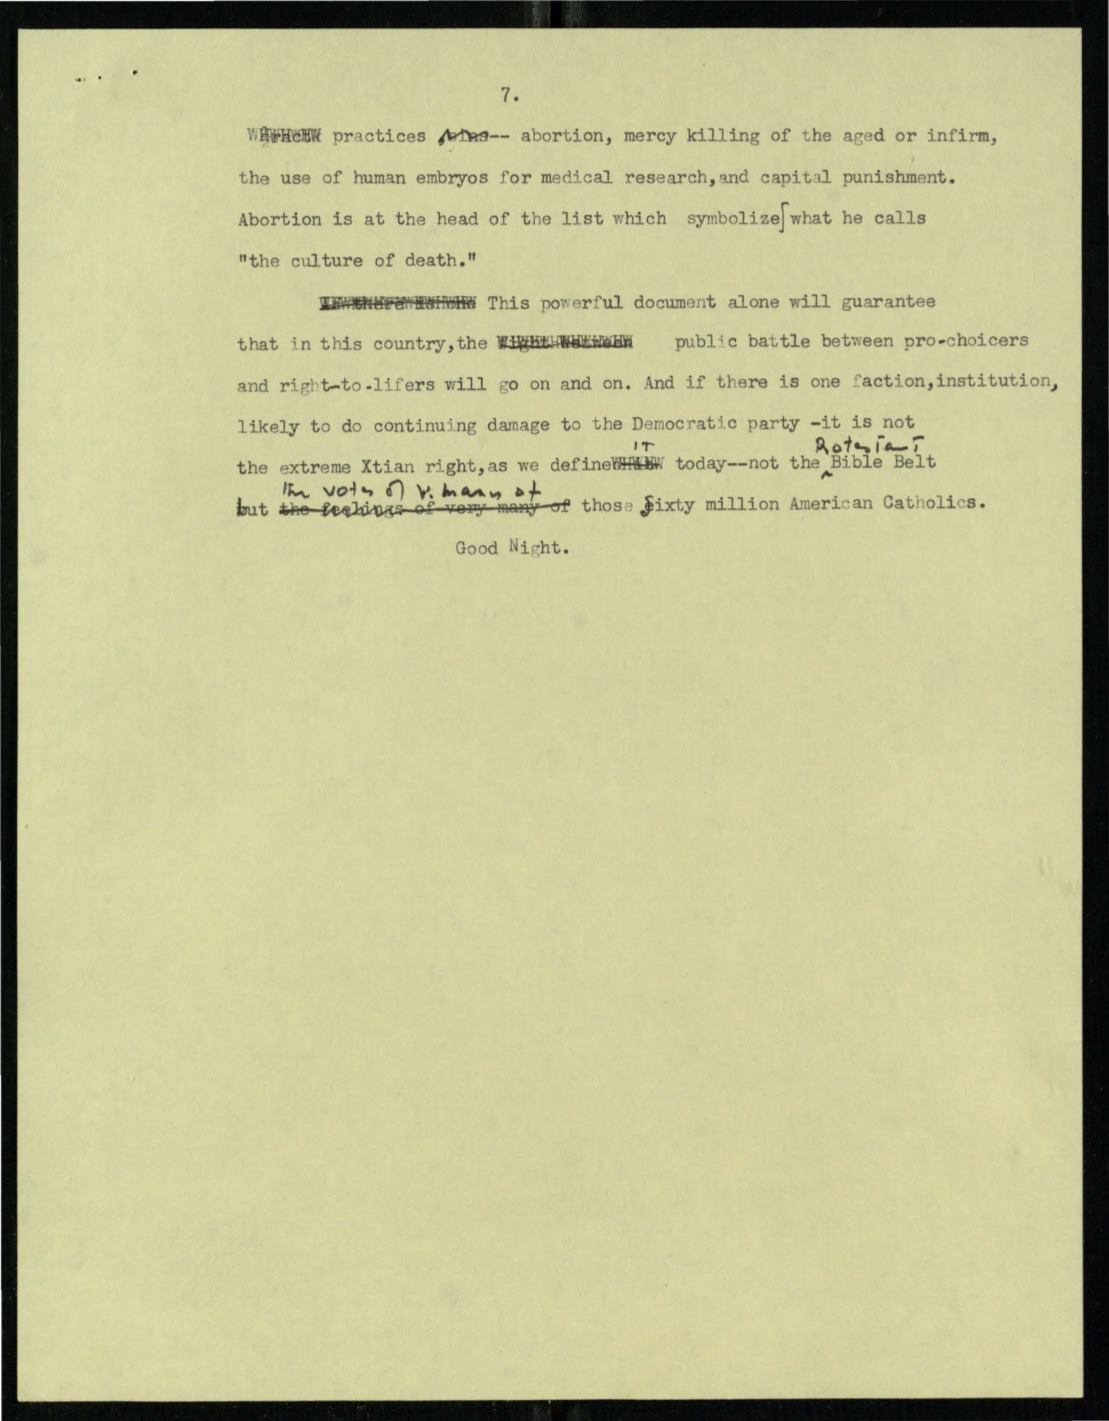 7.
practices -- abortion, mercy killing of the aged or infirm,
the use of human embryos for medical research,and capital punishment.
Abortion is at the head of the list which symbolize what he calls
"the culture of death."
This powerful document alone will guarantee
that in this country,the public battle between pro-choicers
and right-to-lifers will go on and on. And if there is one faction,institution,
likely to do continuing damage to the Democratic party -it is not
IT
the extreme Xtian right,as we define today--not the Bible Belt
the votes of v. many of
but the feelings of very many of those Sixty million American Catholics.
Good Night.